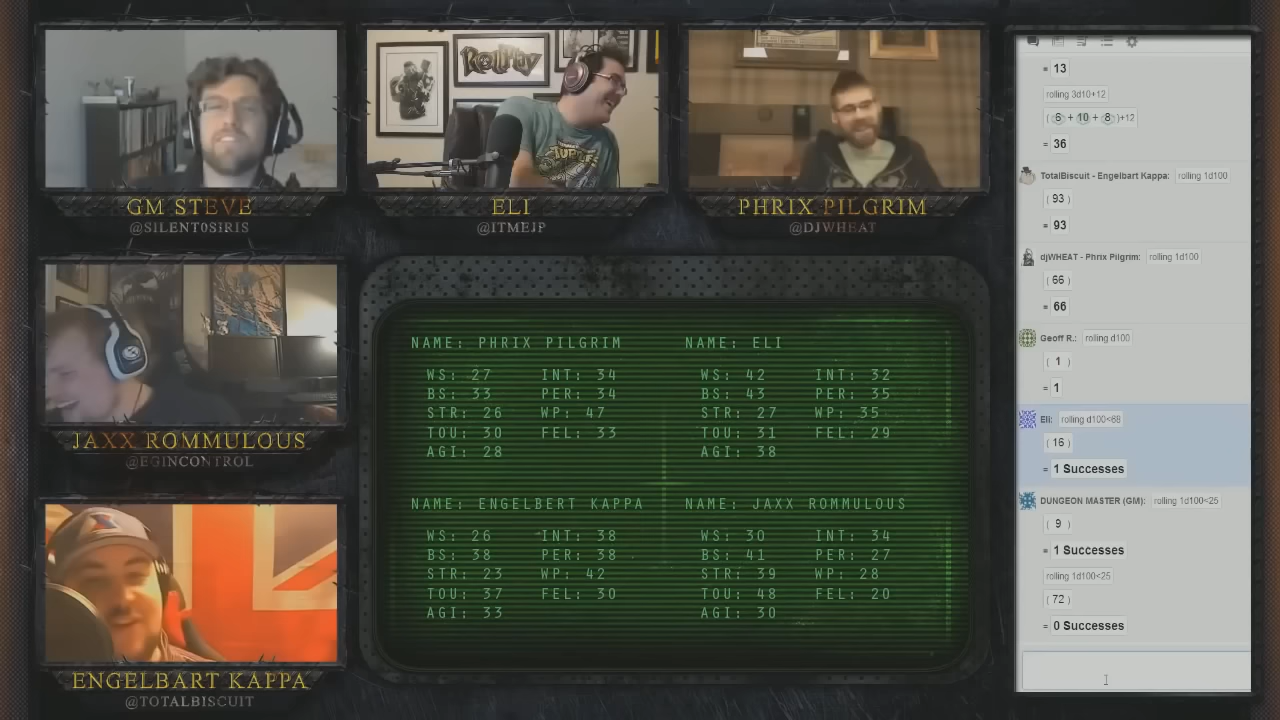 RollPlay
GM STEVE
@SILENT0SIRIS
ELI
@ITMEJP
PHRIX PILGRIM
@DJWHEAT
JAXX ROMMULOUS
@EGINCONTROL
ENGELBART KAPPA
@TOTALBISCUIT
NAME: PHRIX PILGRIM
WS: 27 INT: 34
BS: 33 PER: 34
STR: 26 WP: 47
TOU: 30 FEL: 33
AGI: 28
NAME: ELI
WS: 42 INT: 32
BS: 43 PER: 35
STR: 27 WP: 35
TOU: 31 FEL: 29
AGI: 38
NAME: ENGELBERT KAPPA
WS: 26 INT: 38
BS: 38 PER: 38
STR: 23 WP: 42
TOU: 37 FEL: 30
AGI: 33
NAME: JAXX ROMMULOUS
WS: 30 INT: 34
BS: 41 PER: 27
STR: 39 WP: 28
TOU: 48 FEL: 20
AGI: 30
= 13
rolling 3d10+12
( 6 + 10 + 8 )+12
= 36
TotalBiscuit - Engelbart Kappa: rolling 1d100
( 93 )
= 93
djWHEAT - Phrix Pilgrim: rolling 1d100
( 66 )
= 66
Geoff R.: rolling d100
( 1 )
= 1
Eli: rolling d100<68
( 16 )
= 1 Successes
DUNGEON MASTER (GM): rolling 1d100<25
( 9 )
= 1 Successes
rolling 1d100<25
( 72 )
= 0 Successes